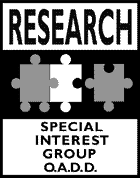 RESEARCH
SPECIAL
INTEREST
GROUP
O.A.D.D.